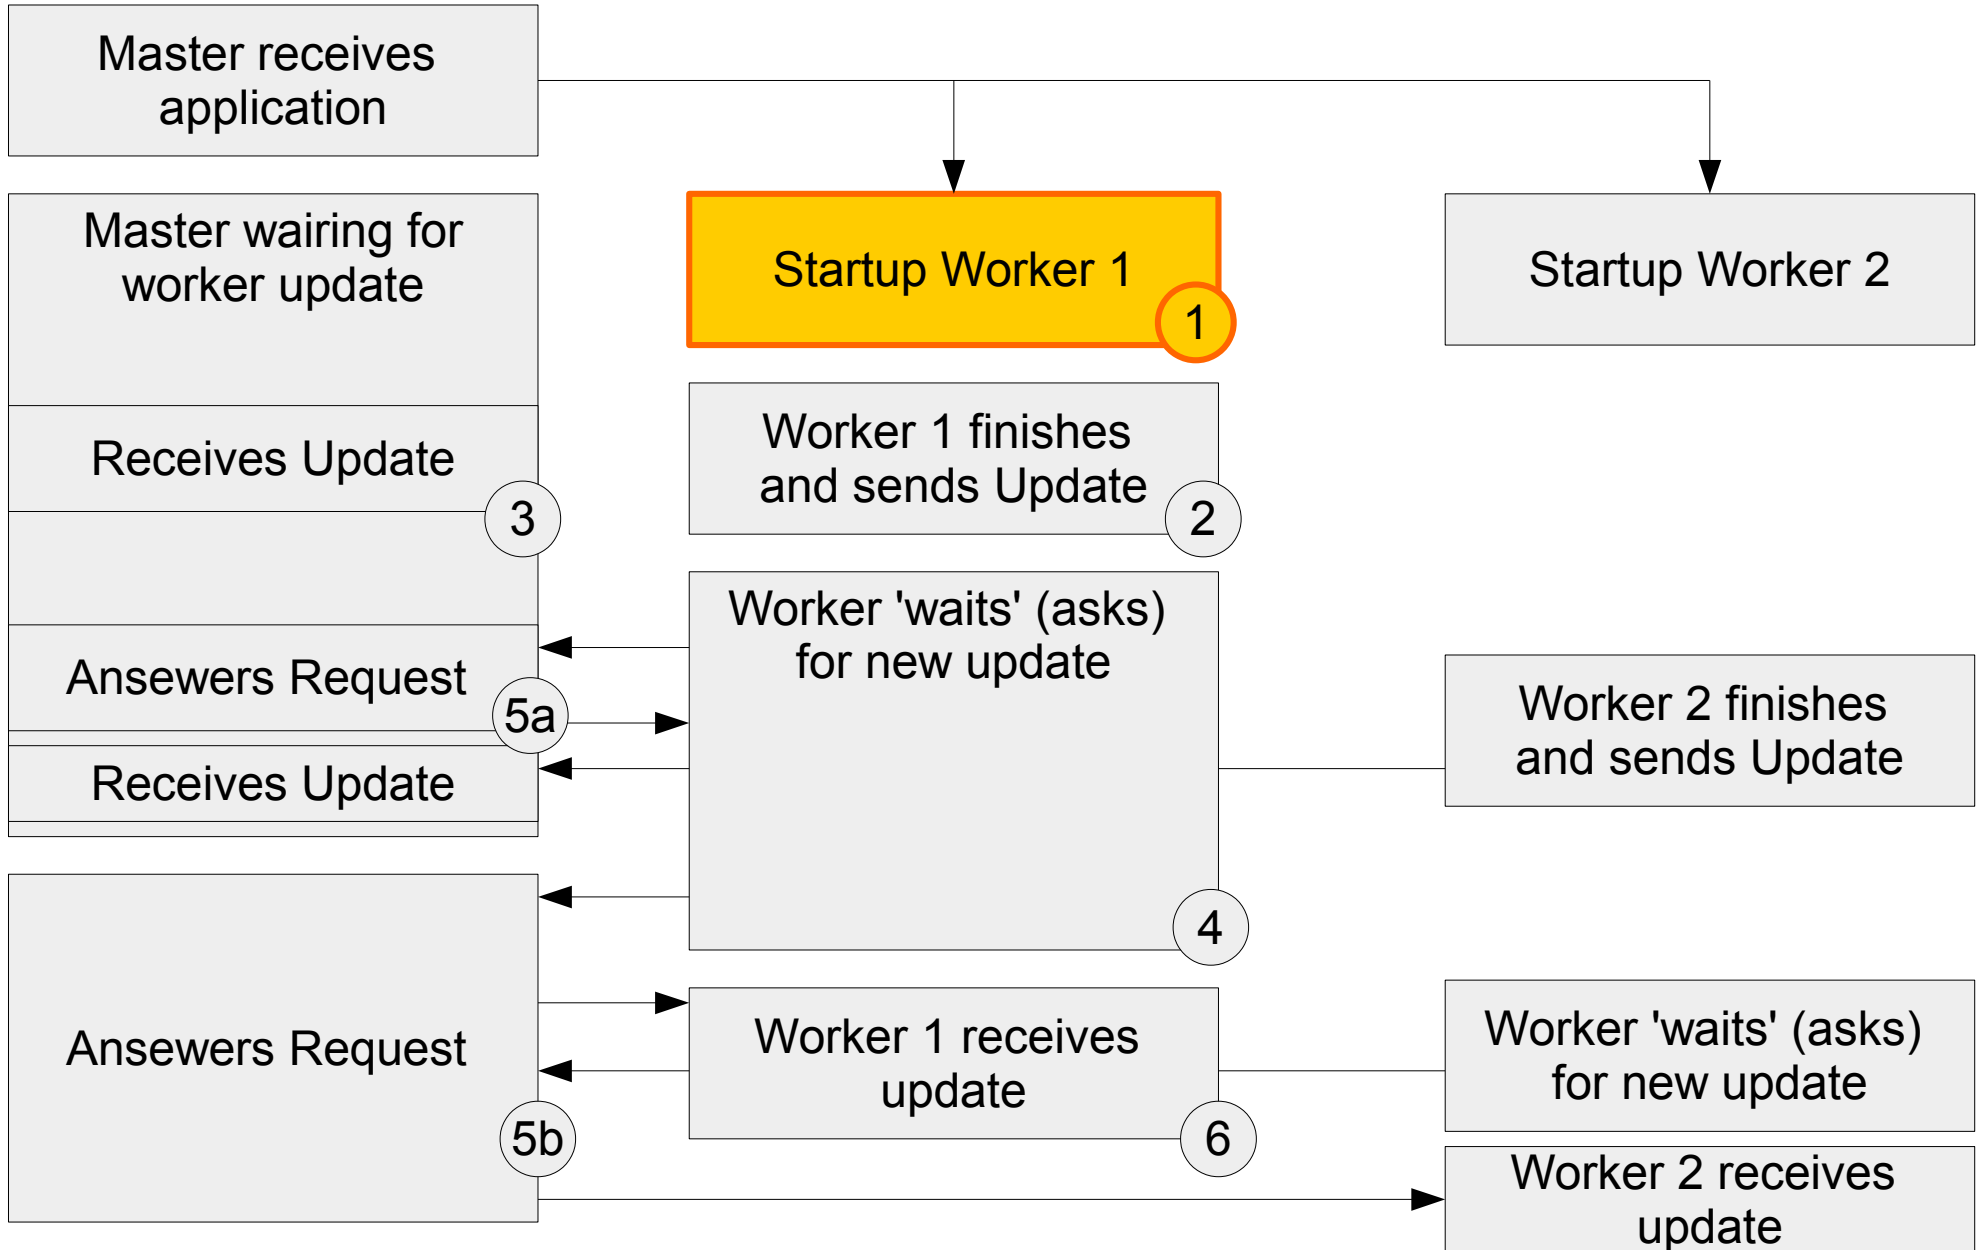 Master receives
application
Master wairing for
worker update
Startup Worker 1
1
Startup Worker 2
Receives Update
3
Worker 1 finishes
and sends Update
2
Worker 'waits' (asks)
for new update
4
Ansewers Request
5a
Receives Update
Worker 2 finishes
and sends Update
Ansewers Request
5b
Worker 1 receives
update
6
Worker 'waits' (asks)
for new update
Worker 2 receives
update